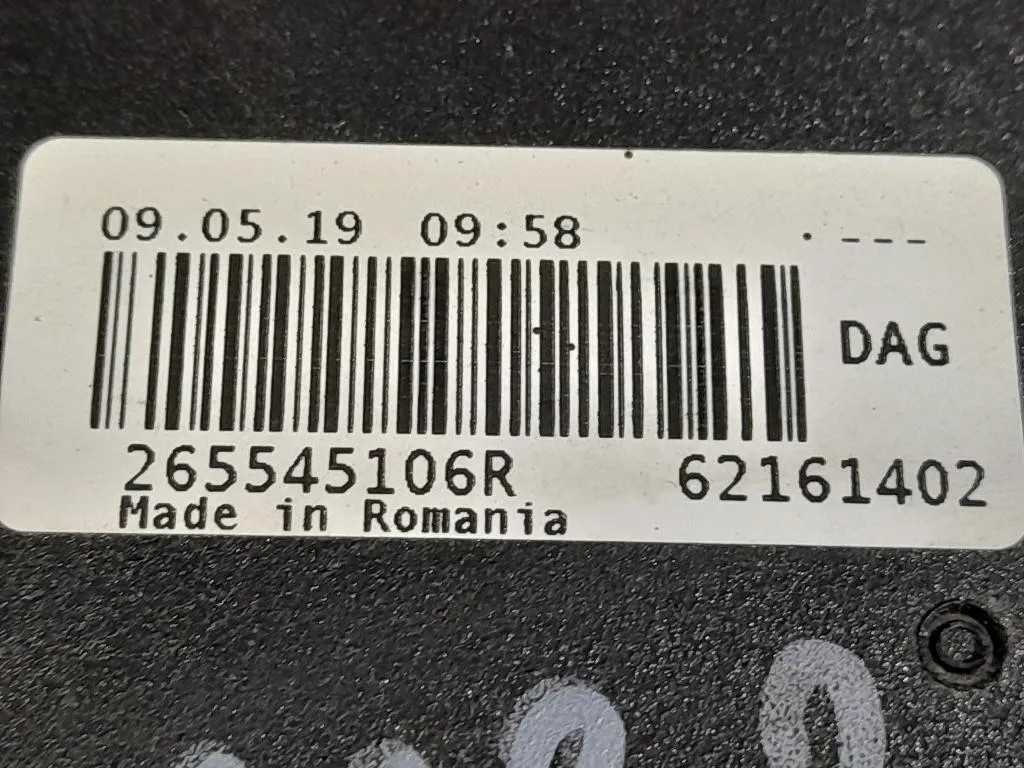 09.05.19 09:58 . ---
DAG
265545106R 62161402
Made in Romania